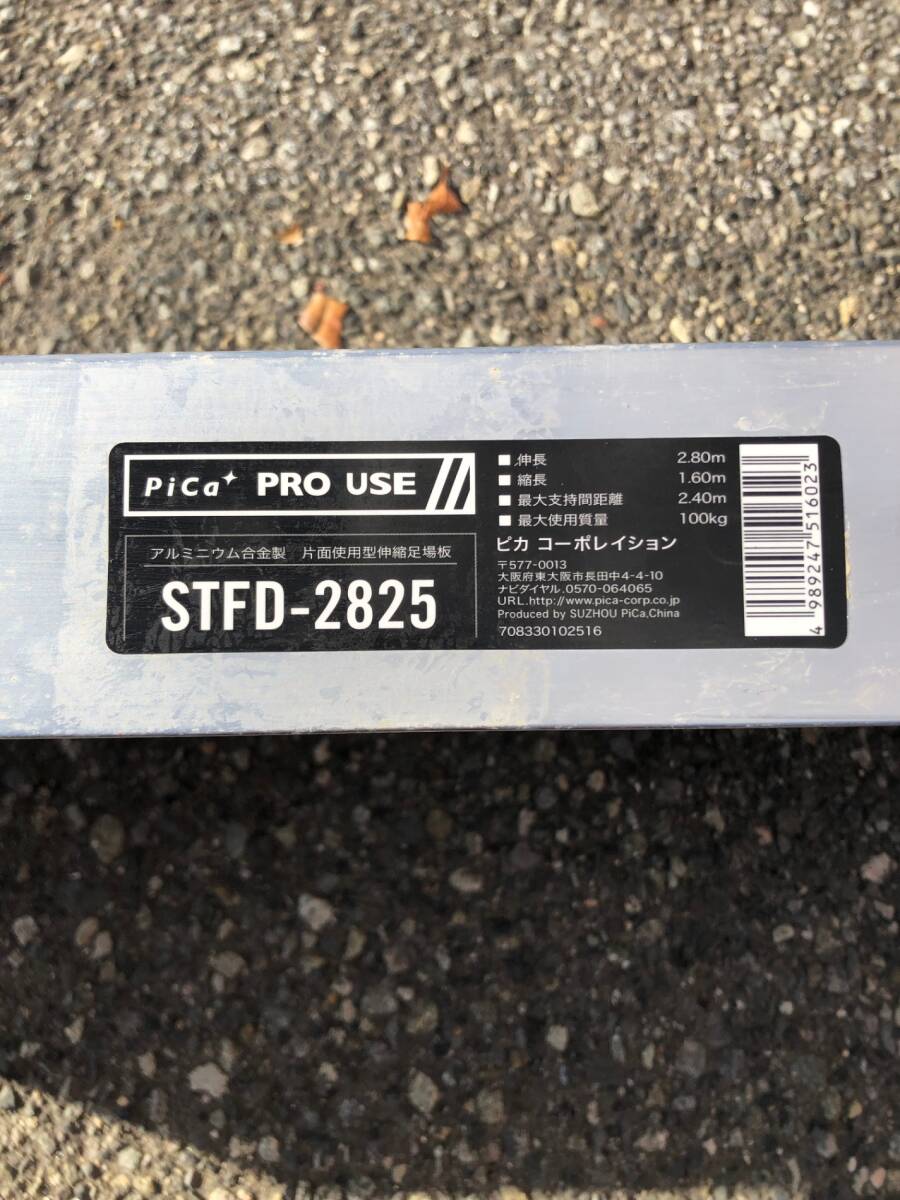 PiCa PRO USE
アルミニウム合金製 片面使用型伸縮足場板
STFD-2825
■ 伸長 2.80m
■ 縮長 1.60m
■ 最大支持間距離 2.40m
■ 最大使用質量 100kg
ピカ コーポレイション
〒577-0013
大阪府東大阪市長田中4-4-10
ナビダイヤル.0570-064065
URL.http://www.pica-corp.co.jp
Produced by SUZHOU PiCa,China
708330102516
4 989247 516023